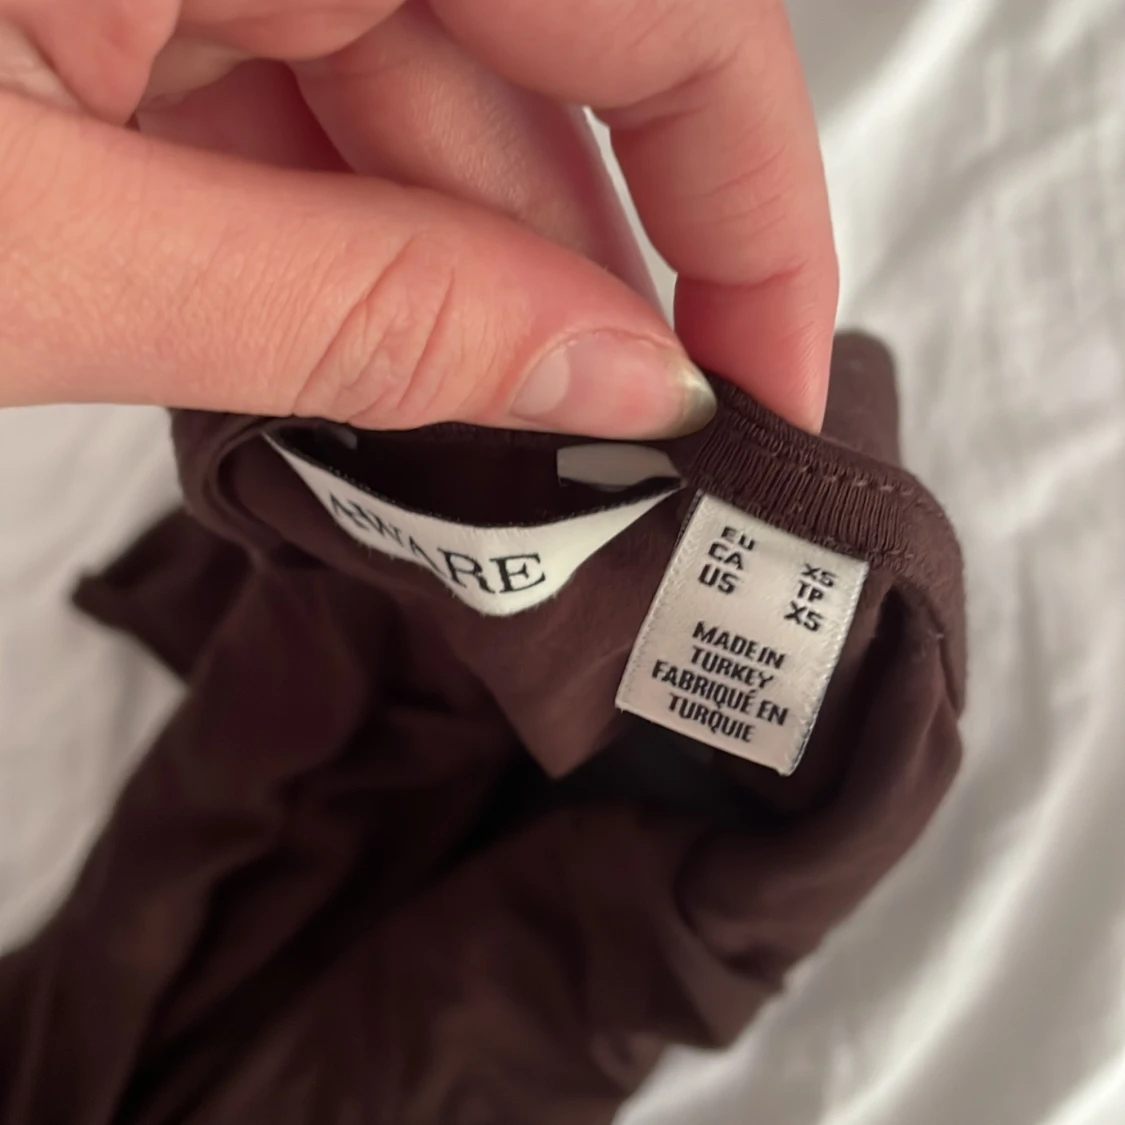 AWARE
EU XS
CA TP
US XS
MADE IN
TURKEY
FABRIQUÉ EN
TURQUIE